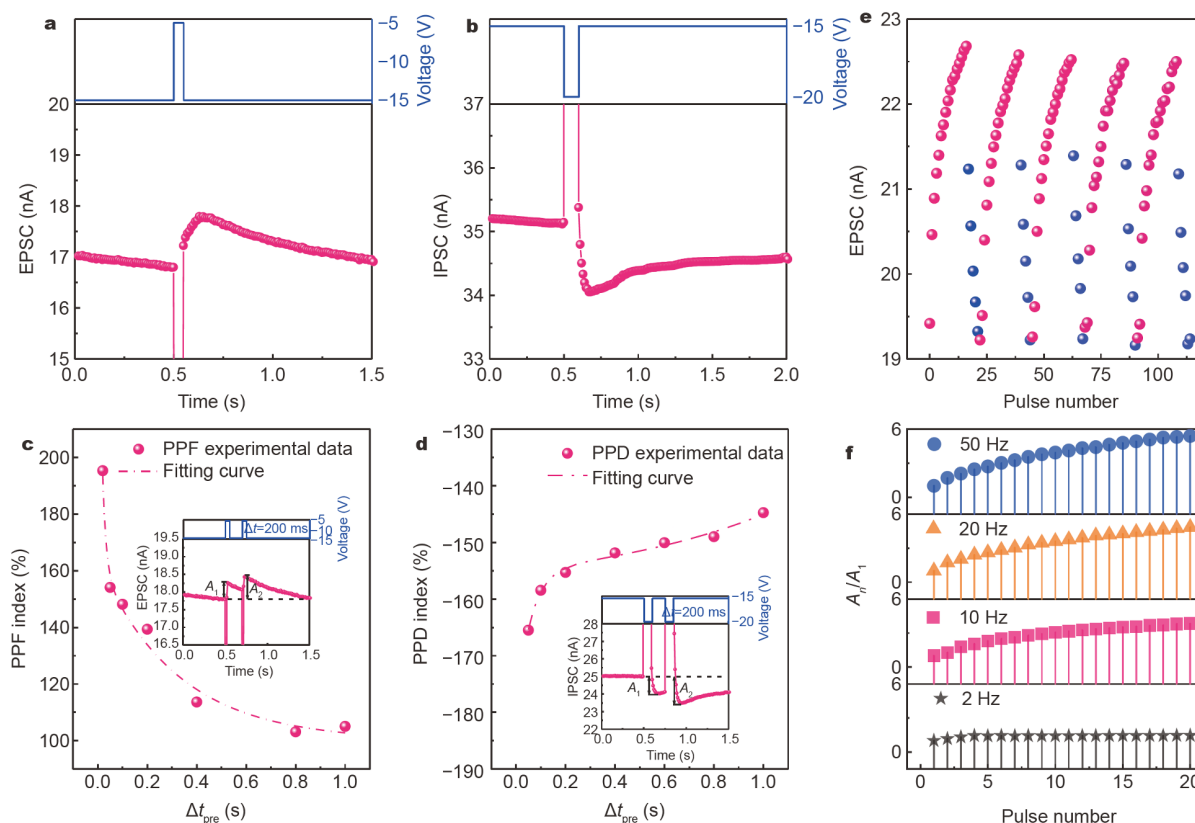 a
−5
−10
−15
Voltage (V)
20
19
18
17
16
15
EPSC (nA)
0.0 0.5 1.0 1.5
Time (s)
b
−15
−20
Voltage (V)
37
36
35
34
33
IPSC (nA)
0.0 0.5 1.0 1.5 2.0
Time (s)
e
23
22
21
20
19
EPSC (nA)
0 25 50 75 100
Pulse number
c
PPF experimental data
Fitting curve
200
180
160
140
120
100
PPF index (%)
0.0 0.2 0.4 0.6 0.8 1.0
Δtpre (s)
Δt=200 ms
−5
−10
−15
Voltage (V)
19.5
19.0
18.5
18.0
17.5
17.0
16.5
EPSC (nA)
A1
A2
0.0 0.5 1.0 1.5
Time (s)
d
PPD experimental data
Fitting curve
−130
−140
−150
−160
−170
−180
−190
PPD index (%)
0.0 0.2 0.4 0.6 0.8 1.0
Δtpre (s)
Δt=200 ms
−15
−20
Voltage (V)
28
27
26
25
24
23
22
IPSC (nA)
A1
A2
0.0 0.5 1.0 1.5
Time (s)
f
6
50 Hz
0
6
20 Hz
0
6
10 Hz
0
6
2 Hz
0
An/A1
0 5 10 15 20
Pulse number